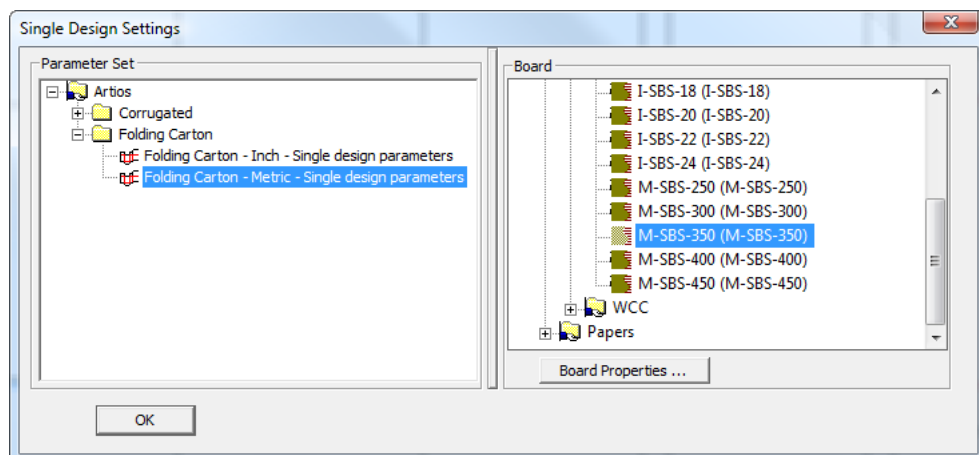 Single Design Settings
Parameter Set
Artios
Corrugated
Folding Carton
Folding Carton - Inch - Single design parameters
Folding Carton - Metric - Single design parameters
OK
Board
I-SBS-18 (I-SBS-18)
I-SBS-20 (I-SBS-20)
I-SBS-22 (I-SBS-22)
I-SBS-24 (I-SBS-24)
M-SBS-250 (M-SBS-250)
M-SBS-300 (M-SBS-300)
M-SBS-350 (M-SBS-350)
M-SBS-400 (M-SBS-400)
M-SBS-450 (M-SBS-450)
WCC
Papers
Board Properties ...